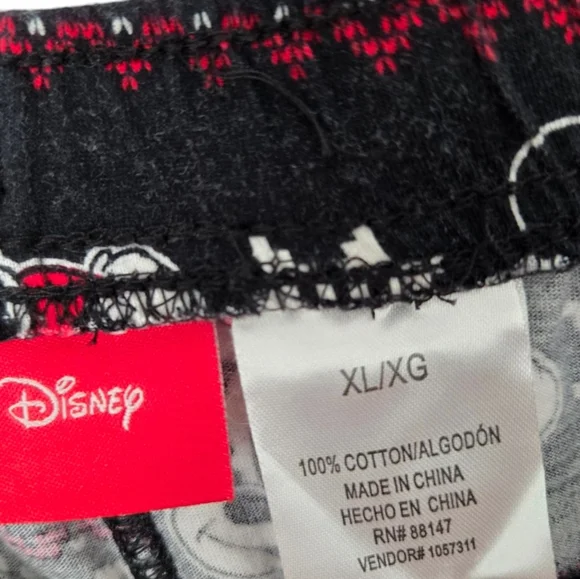 Disney
XL/XG
100% COTTON/ALGODÓN
MADE IN CHINA
HECHO EN CHINA
RN# 88147
VENDOR# 1057311